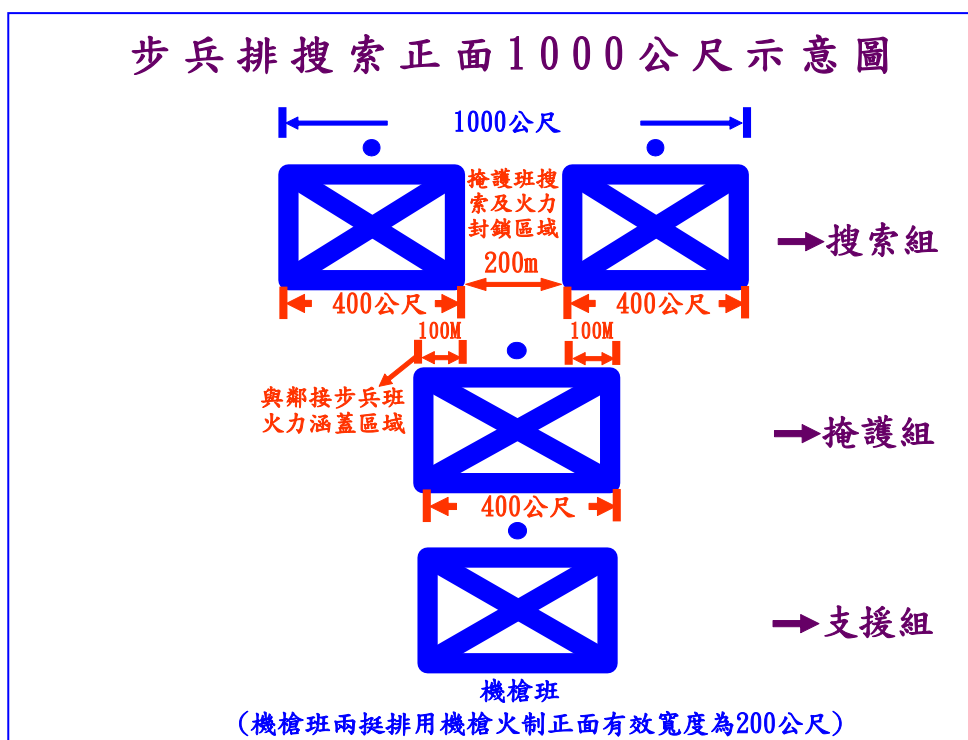 步兵排搜索正面1000公尺示意圖
1000公尺
掩護班搜
索及火力
封鎖區域
200m
搜索組
400公尺
400公尺
100M
100M
與鄰接步兵班
火力涵蓋區域
掩護組
400公尺
支援組
機槍班
(機槍班兩挺排用機槍火制正面有效寬度為200公尺)